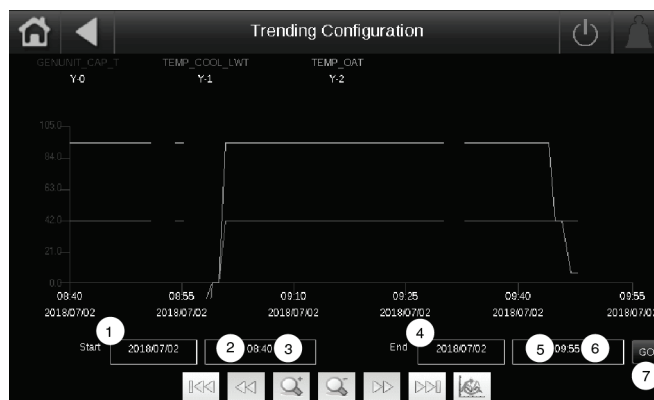 Trending Configuration
GENUNIT_CAP_T TEMP_COOL_LWT TEMP_OAT
Y-0 Y-1 Y-2
105.0
84.0
63.0
42.0
21.0
0.0
08:40 08:55 09:10 09:25 09:40 09:55
2018/07/02 2018/07/02 2018/07/02 2018/07/02 2018/07/02 2018/07/02
1 4
Start 2018/07/02 2 08:40 3 End 2018/07/02 5 09:55 6 GO
7